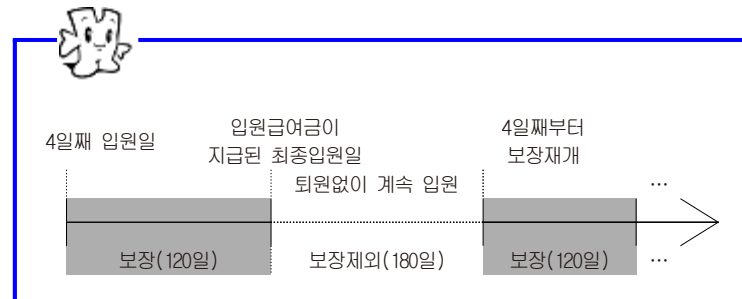 4일째 입원일
입원급여금이
지급된 최종입원일
4일째부터
보장재개
퇴원없이 계속 입원
…
보장(120일)
보장제외(180일)
보장(120일)
…